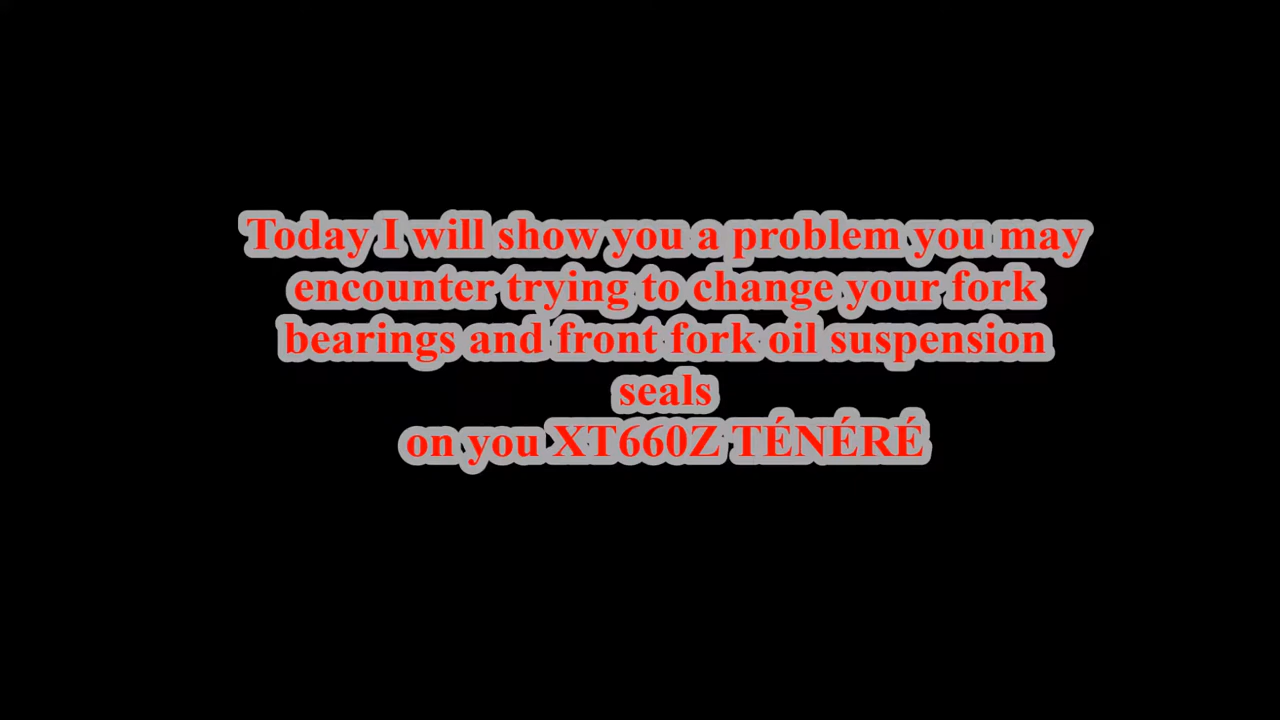 Today I will show you a problem you may
encounter trying to change your fork
bearings and front fork oil suspension
seals
on you XT660Z TÉNÉRÉ